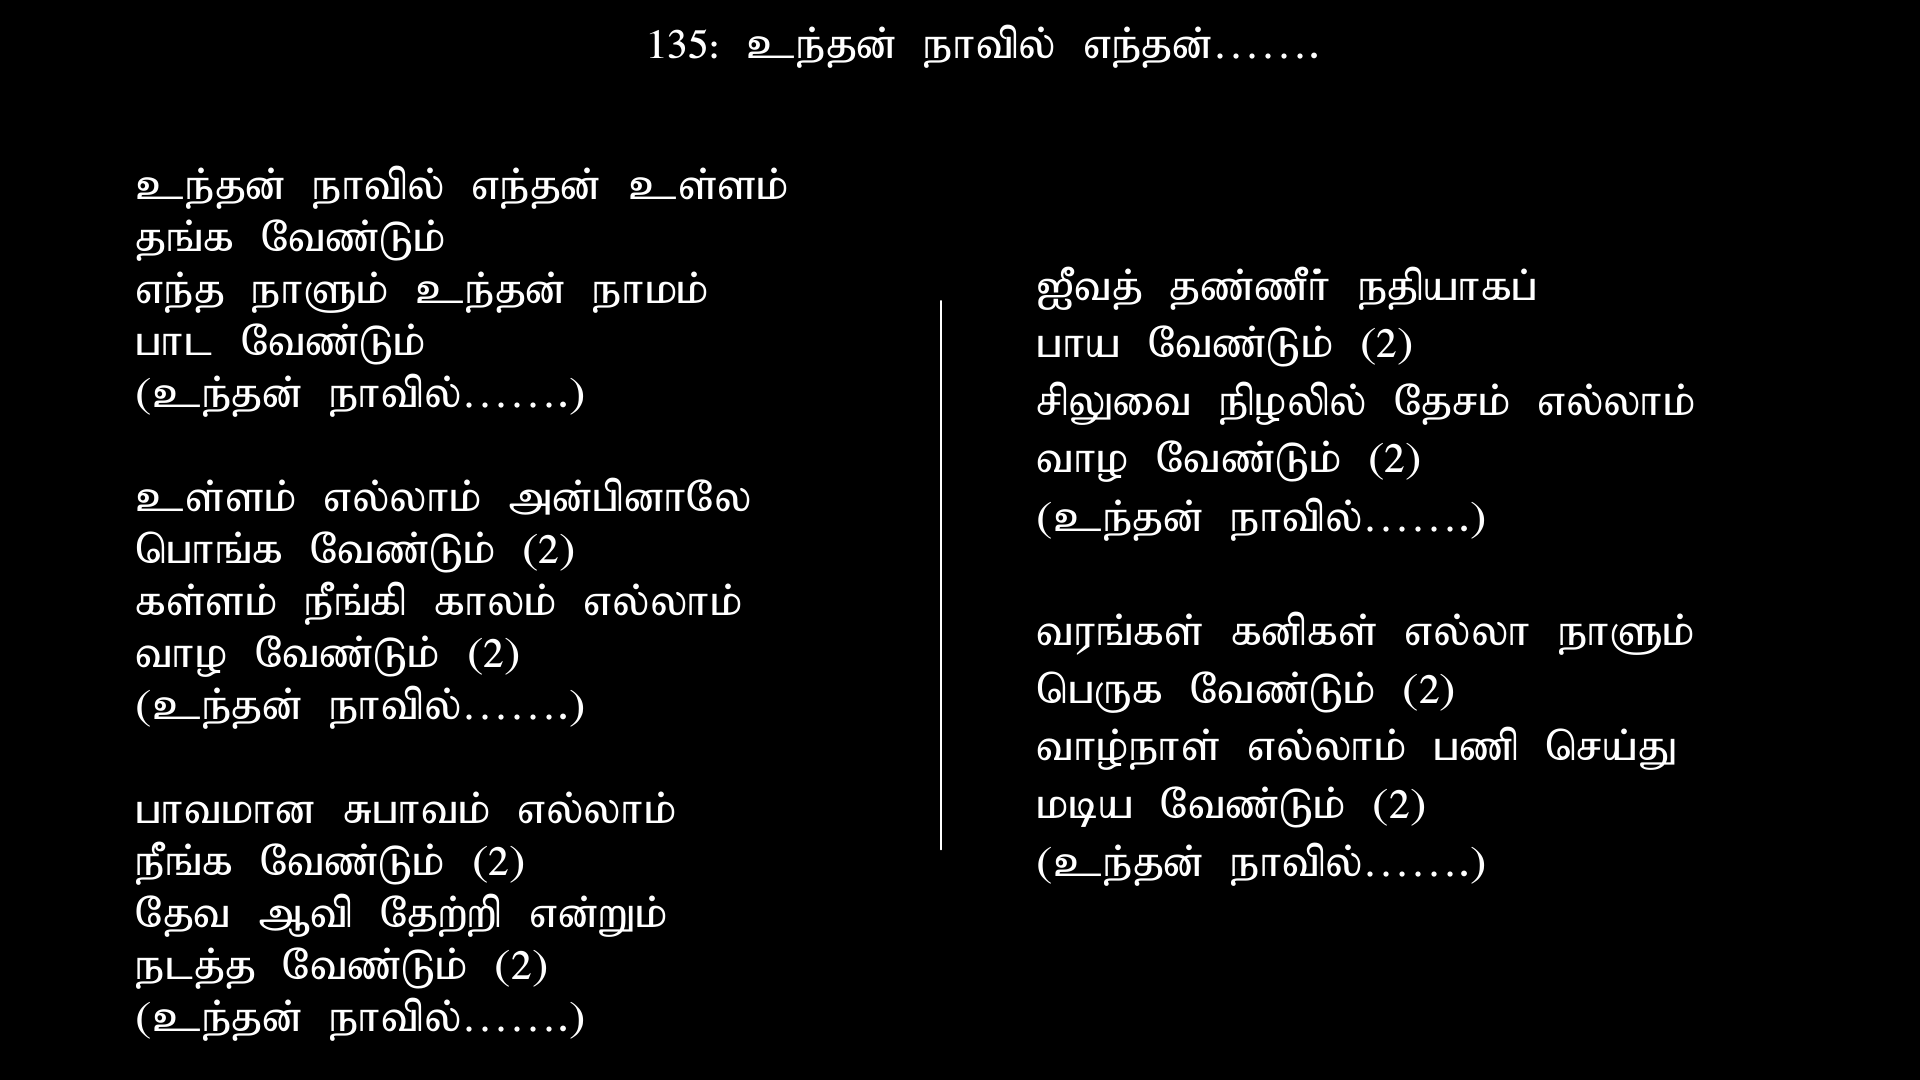 135: உந்தன் நாவில் எந்தன்.......
உந்தன் நாவில் எந்தன் உள்ளம்
தங்க வேண்டும்
எந்த நாளும் உந்தன் நாமம்
பாட வேண்டும்
(உந்தன் நாவில்.......)
உள்ளம் எல்லாம் அன்பினாலே
பொங்க வேண்டும் (2)
கள்ளம் நீங்கி காலம் எல்லாம்
வாழ வேண்டும் (2)
(உந்தன் நாவில்.......)
பாவமான சுபாவம் எல்லாம்
நீங்க வேண்டும் (2)
தேவ ஆவி தேற்றி என்றும்
நடத்த வேண்டும் (2)
(உந்தன் நாவில்.......)
ஜீவத் தண்ணீர் நதியாகப்
பாய வேண்டும் (2)
சிலுவை நிழலில் தேசம் எல்லாம்
வாழ வேண்டும் (2)
(உந்தன் நாவில்.......)
வரங்கள் கனிகள் எல்லா நாளும்
பெருக வேண்டும் (2)
வாழ்நாள் எல்லாம் பணி செய்து
மடிய வேண்டும் (2)
(உந்தன் நாவில்.......)